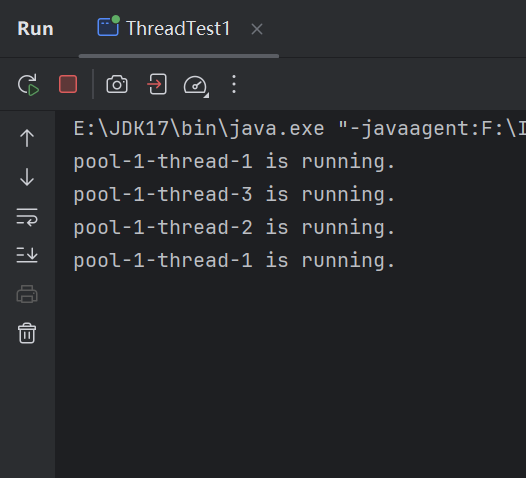 Run
ThreadTest1
E:\JDK17\bin\java.exe "-javaagent:F:\I
pool-1-thread-1 is running.
pool-1-thread-3 is running.
pool-1-thread-2 is running.
pool-1-thread-1 is running.